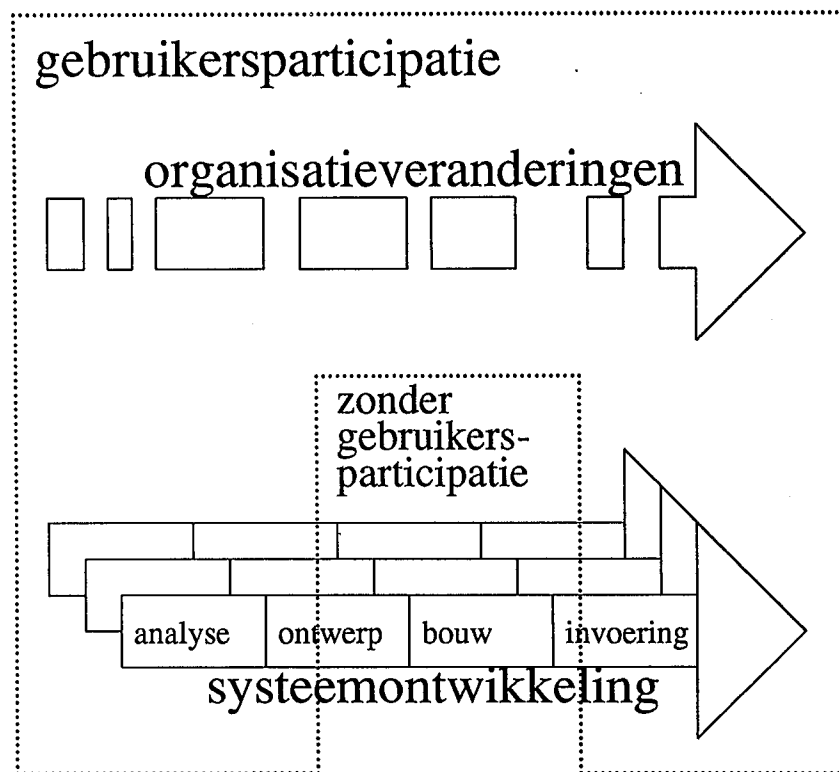 gebruikersparticipatie
organisatieveranderingen
zonder
gebruikers-
participatie
analyse ontwerp bouw invoering
systeemontwikkeling